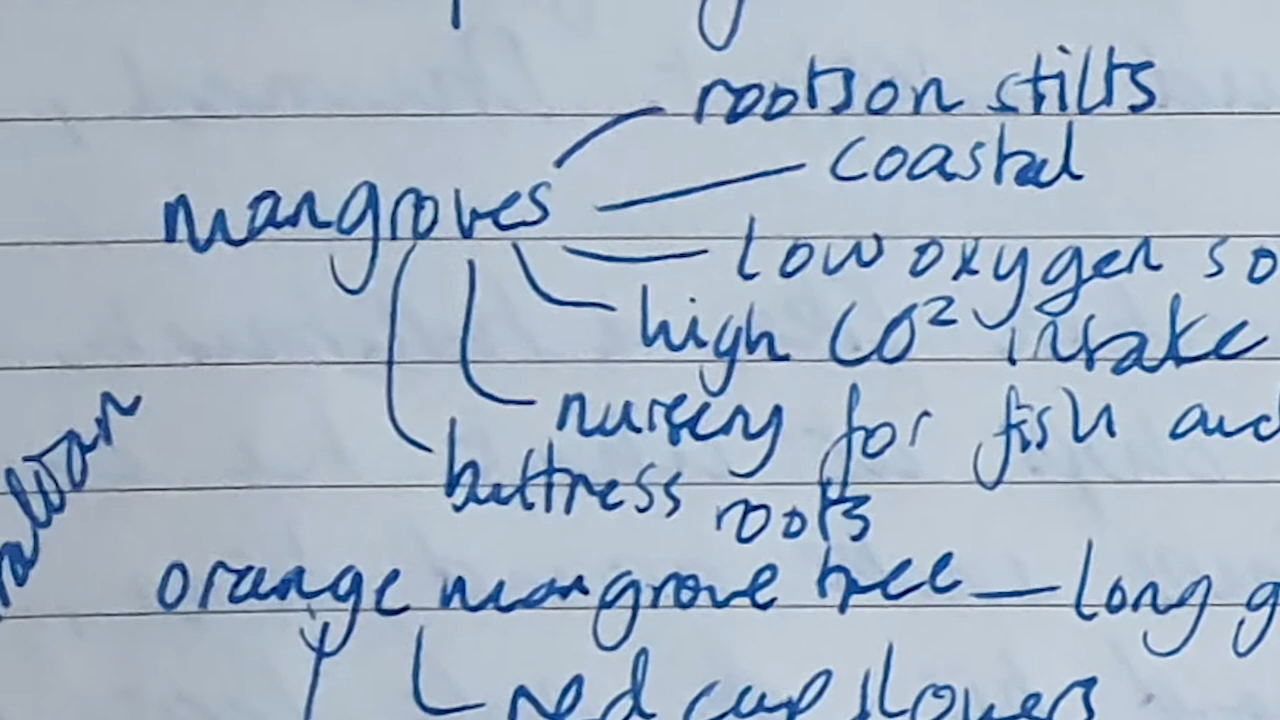 roots on stilts
coastal
mangroves
low oxygen so
high CO² intake
nursery for fish and
buttress roots
orange mangrove tree — long g
red cup flowers